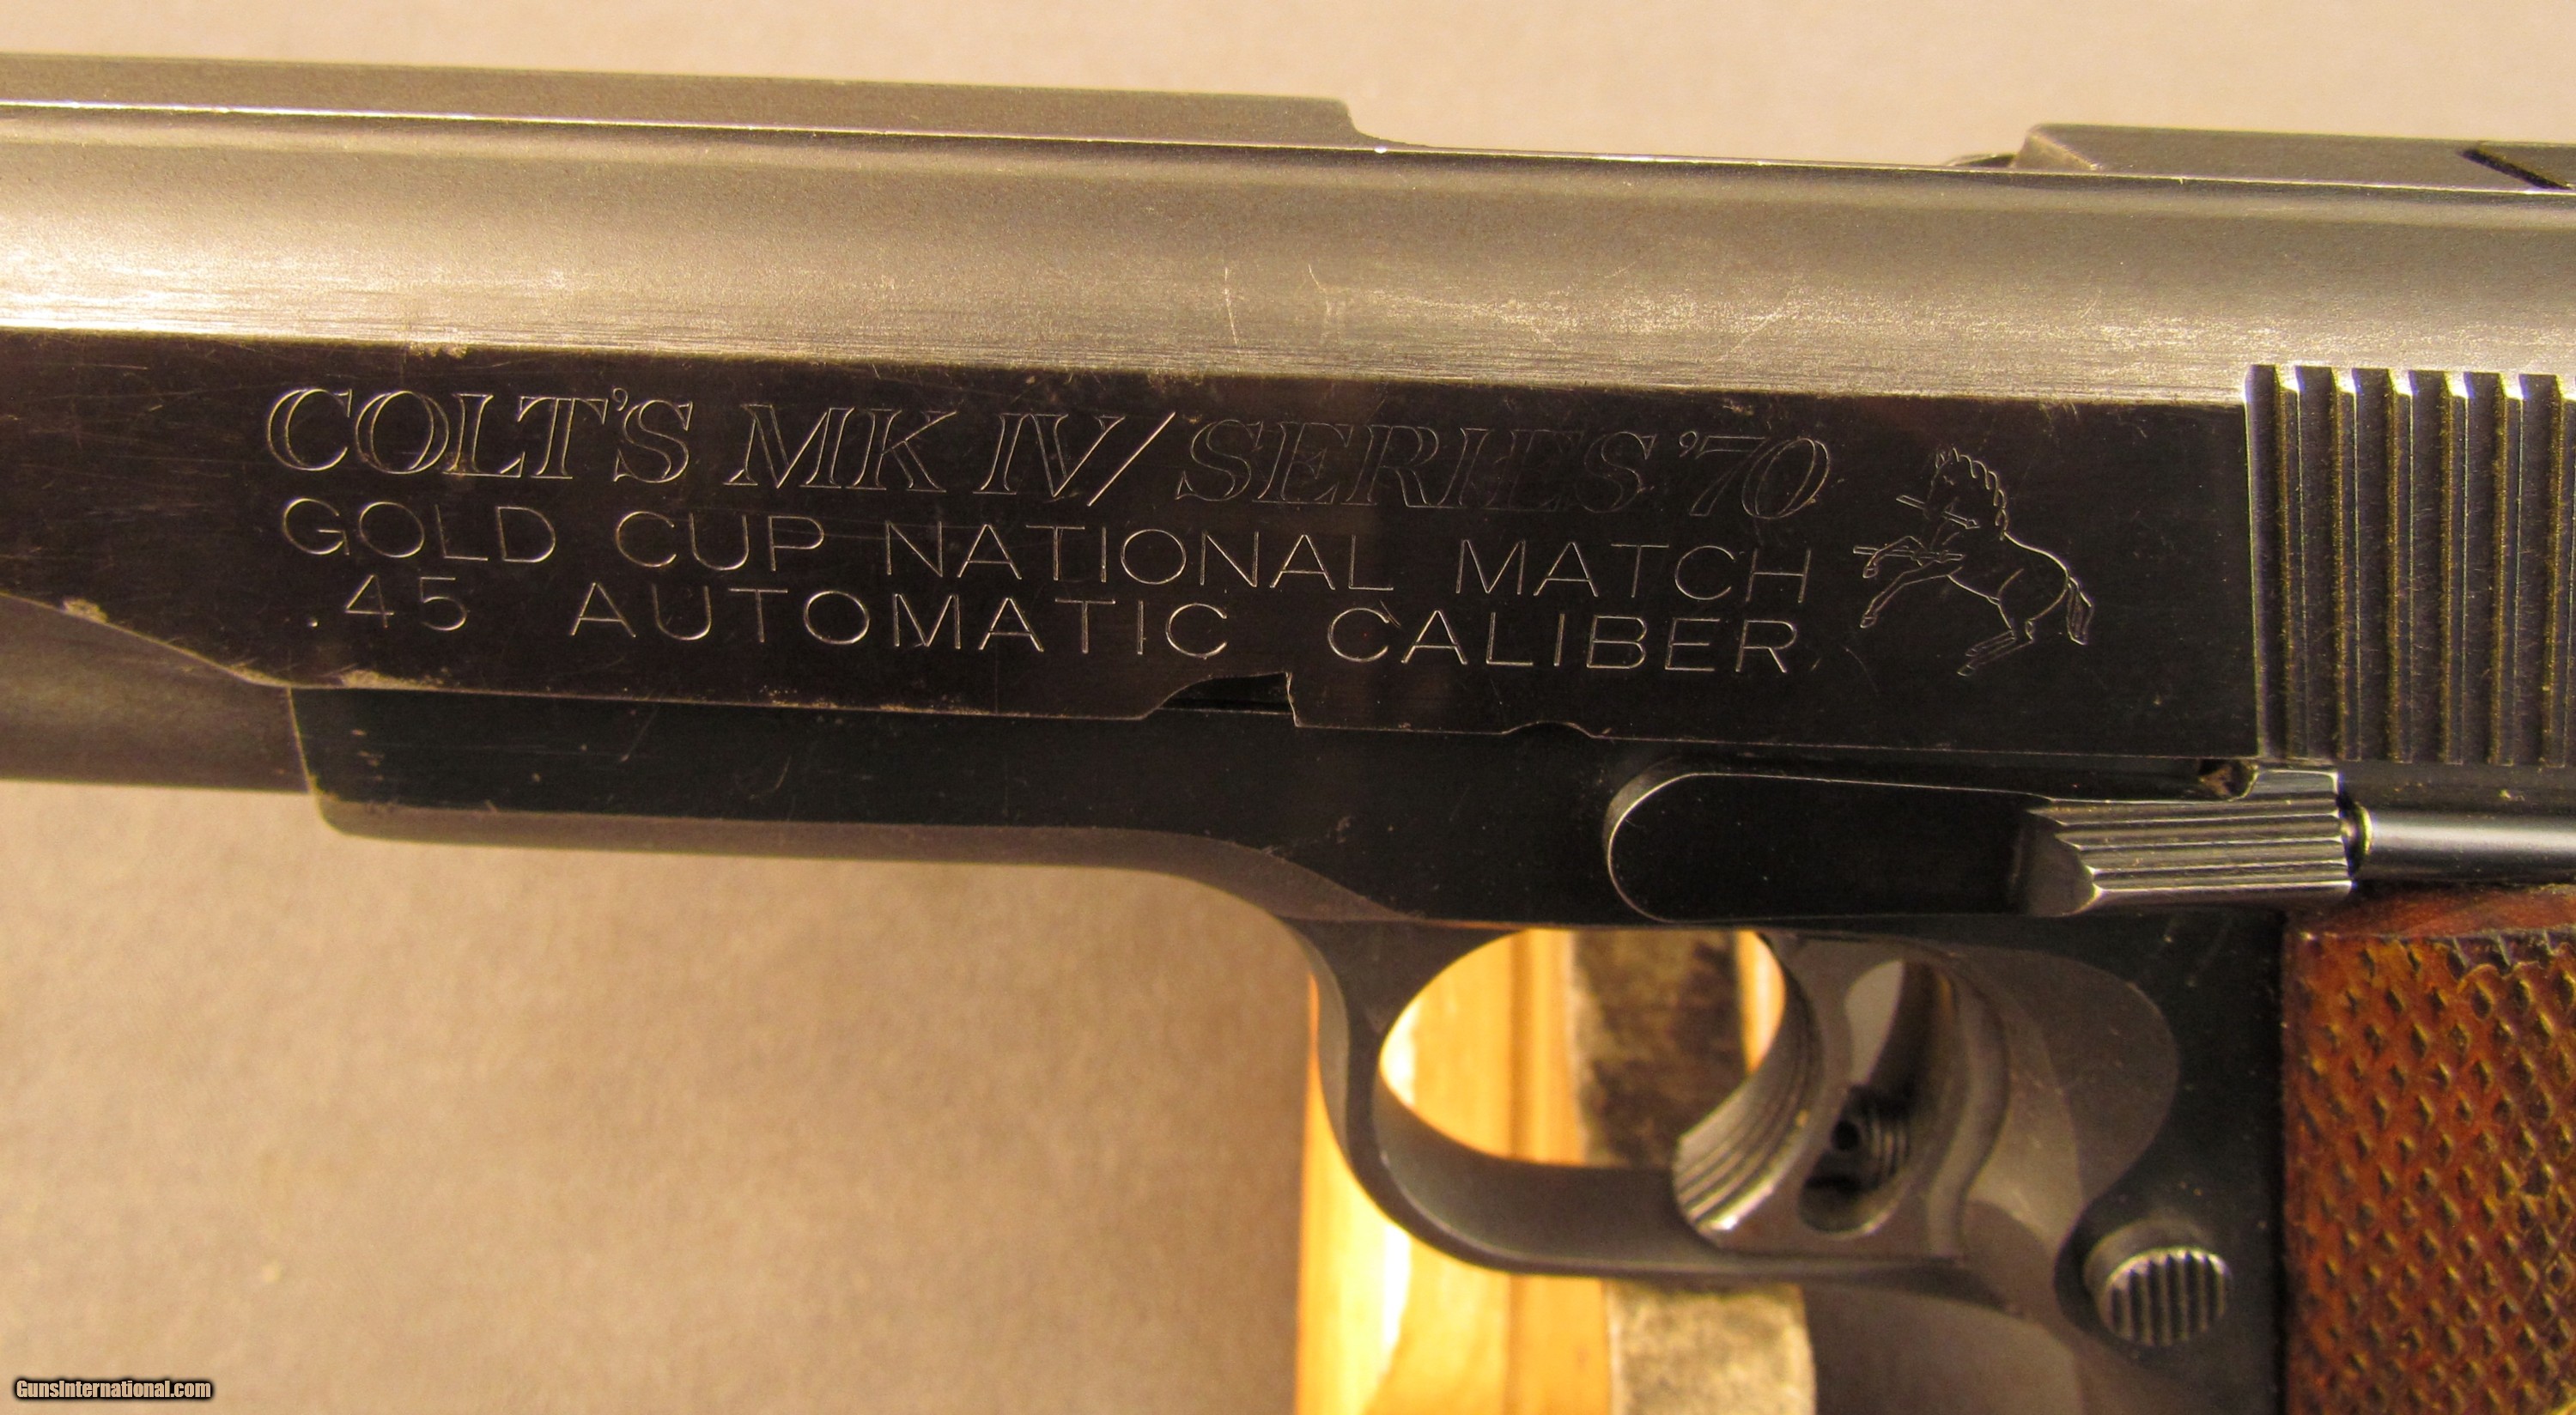 COLT'S MK IV/ SERIES '70
GOLD CUP NATIONAL MATCH
.45 AUTOMATIC CALIBER
GunsInternational.com